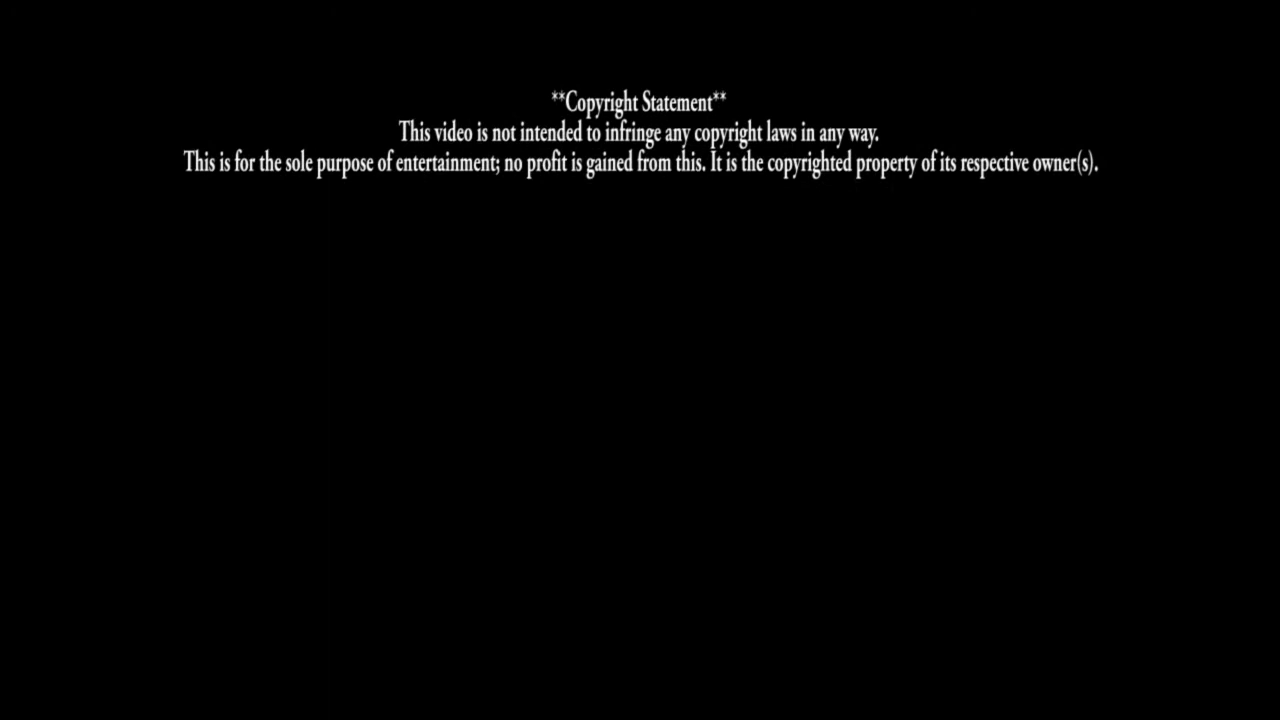 **Copyright Statement**
This video is not intended to infringe any copyright laws in any way.
This is for the sole purpose of entertainment; no profit is gained from this. It is the copyrighted property of its respective owner(s).